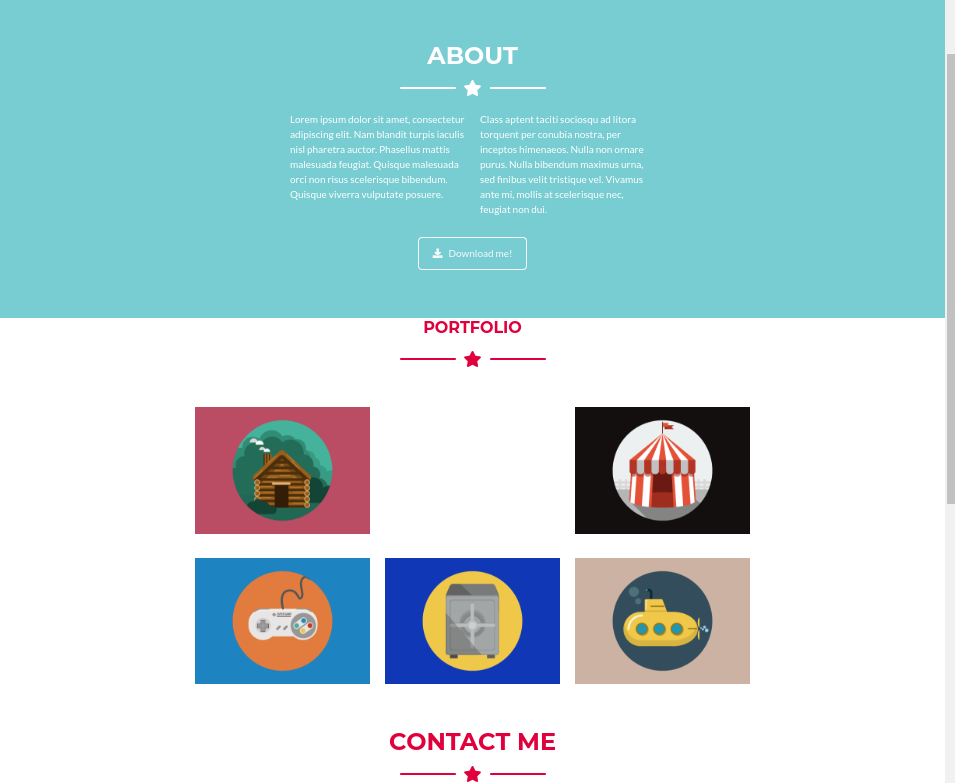 ABOUT
Lorem ipsum dolor sit amet, consectetur
adipiscing elit. Nam blandit turpis iaculis
nisl pharetra auctor. Phasellus mattis
malesuada feugiat. Quisque malesuada
orci non risus scelerisque bibendum.
Quisque viverra vulputate posuere.
Class aptent taciti sociosqu ad litora
torquent per conubia nostra, per
inceptos himenaeos. Nulla non ornare
purus. Nulla bibendum maximus urna,
sed finibus velit tristique vel. Vivamus
ante mi, mollis at scelerisque nec,
feugiat non dui.
Download me!
PORTFOLIO
CONTACT ME